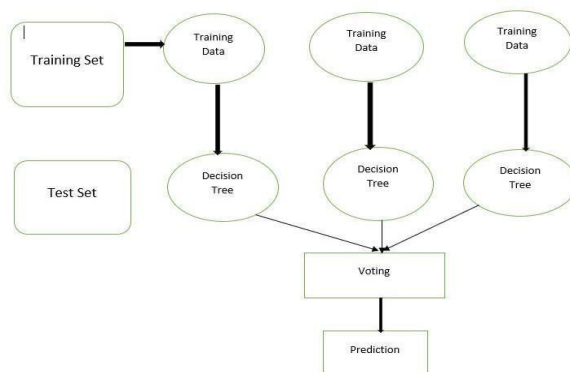 Training Set
Training
Data
Training
Data
Training
Data
Test Set
Decision
Tree
Decision
Tree
Decision
Tree
Voting
Prediction